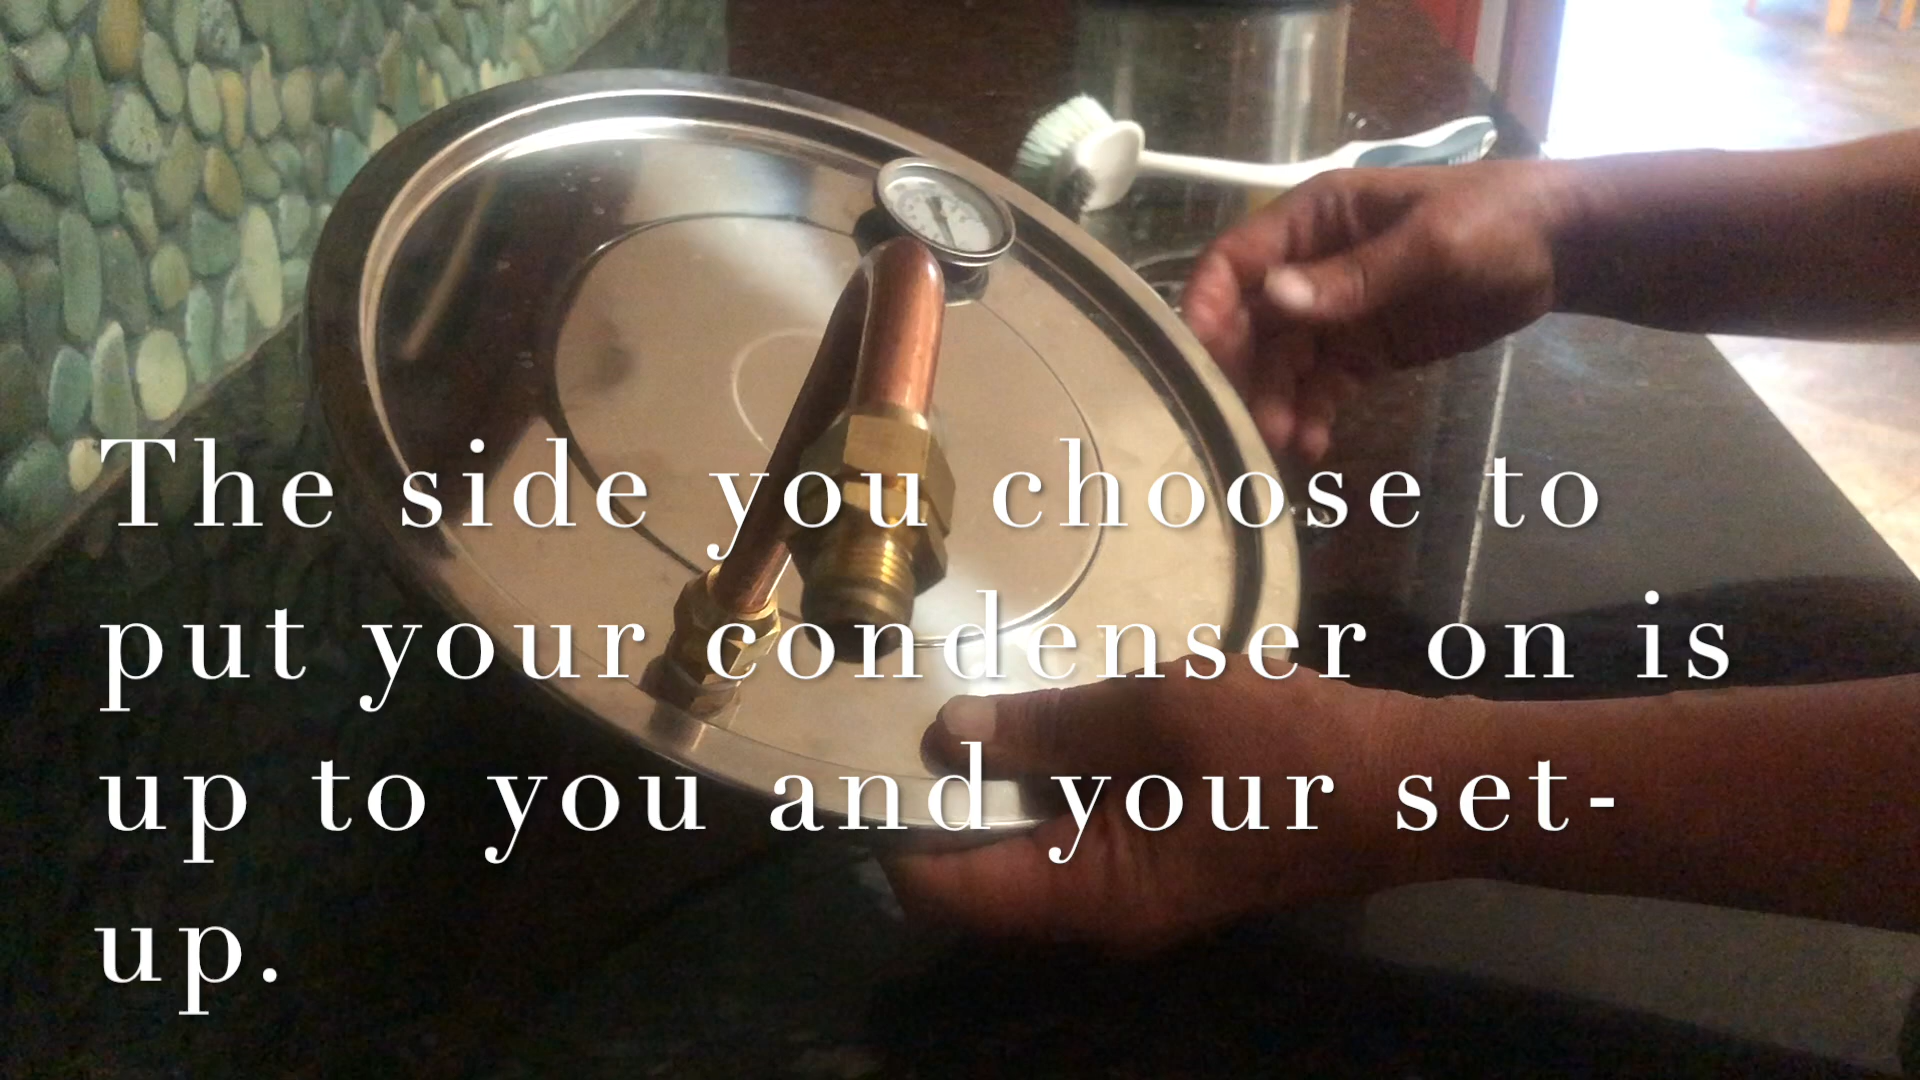 The side you choose to
put your condenser on is
up to you and your set-
up.